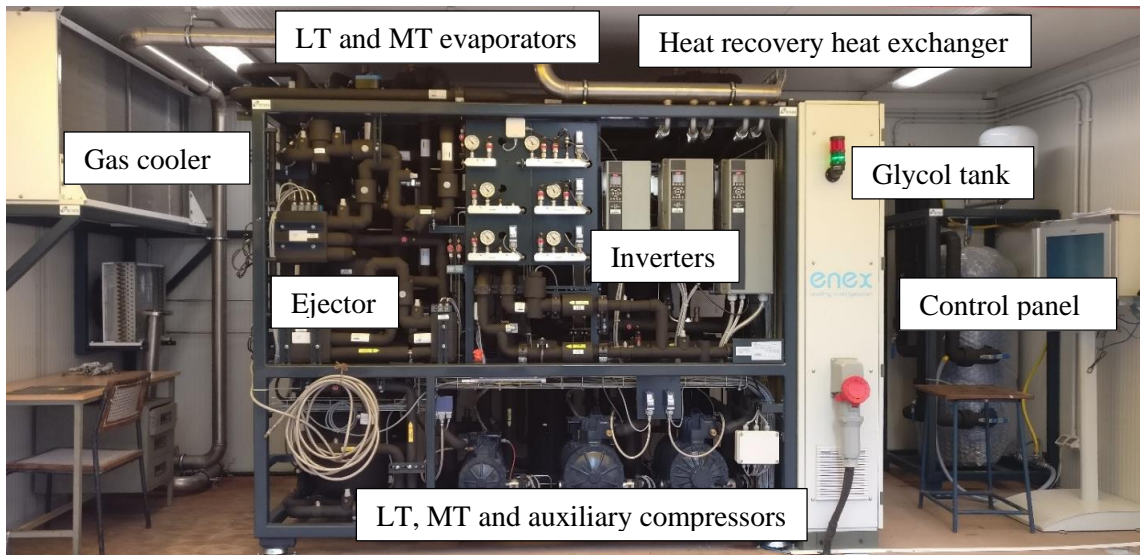 LT and MT evaporators
Heat recovery heat exchanger
Gas cooler
Glycol tank
Inverters
enex
Ejector
Control panel
LT, MT and auxiliary compressors